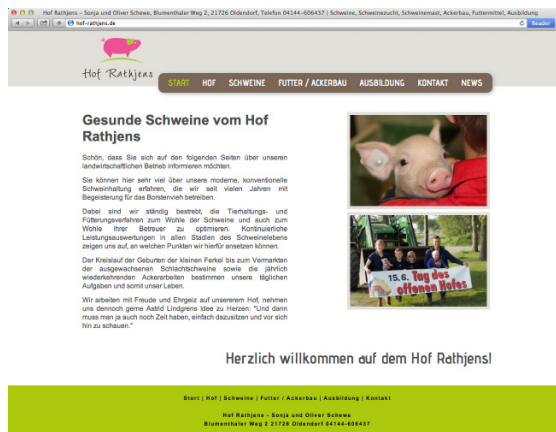 Hof Rathjens - Sonja und Oliver Schewe, Blumenthaler Weg 2, 21726 Oldendorf, Telefon 04144-606437 | Schweine, Schweinezucht, Schweinemast, Ackerbau, Futtermittel, Ausbildung
hof-rathjens.de
Reader
Hof Rathjens
START HOF SCHWEINE FUTTER / ACKERBAU AUSBILDUNG KONTAKT NEWS
Gesunde Schweine vom Hof
Rathjens
Schön, dass Sie sich auf den folgenden Seiten über unseren
landwirtschaftlichen Betrieb informieren möchten.
Sie können hier sehr viel über unsere moderne, konventionelle
Schweinhaltung erfahren, die wir seit vielen Jahren mit
Begeisterung für das Borstenvieh betreiben.
Dabei sind wir ständig bestrebt, die Tierhaltungs- und
Fütterungsverfahren zum Wohle der Schweine und auch zum
Wohle ihrer Betreuer zu optimieren. Kontinuierliche
Leistungsauswertungen in allen Stadien des Schweinelebens
zeigen uns auf, an welchen Punkten wir hierfür ansetzen können.
Der Kreislauf der Geburten der kleinen Ferkel bis zum Vermarkten
der ausgewachsenen Schlachtschweine sowie die jährlich
wiederkehrenden Ackerarbeiten bestimmen unsere täglichen
Aufgaben und somit unser Leben.
Wir arbeiten mit Freude und Ehrgeiz auf unsererem Hof, nehmen
uns dennoch gerne Astrid Lindgrens Idee zu Herzen: "Und dann
muss man ja auch noch Zeit haben, einfach dazusitzen und vor sich
hin zu schauen."
15.6. Tag des
offenen Hofes
Herzlich willkommen auf dem Hof Rathjens!
Start | Hof | Schweine | Futter / Ackerbau | Ausbildung | Kontakt
Hof Rathjens - Sonja und Oliver Schewe
Blumenthaler Weg 2 21726 Oldendorf 04144-606437